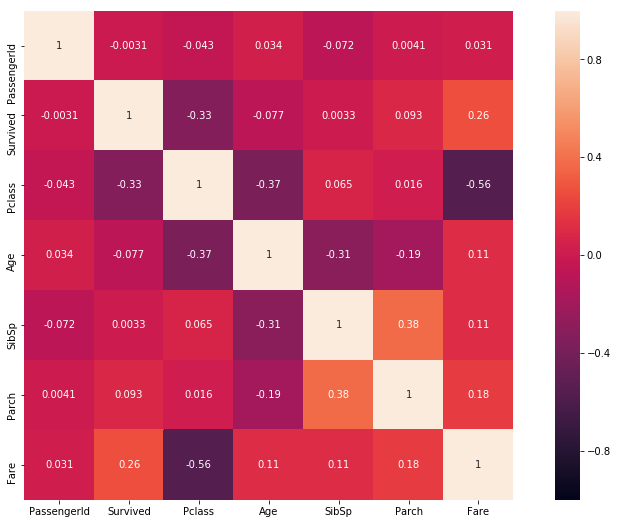 PassengerId 1 -0.0031 -0.043 0.034 -0.072 0.0041 0.031
Survived -0.0031 1 -0.33 -0.077 0.0033 0.093 0.26
Pclass -0.043 -0.33 1 -0.37 0.065 0.016 -0.56
Age 0.034 -0.077 -0.37 1 -0.31 -0.19 0.11
SibSp -0.072 0.0033 0.065 -0.31 1 0.38 0.11
Parch 0.0041 0.093 0.016 -0.19 0.38 1 0.18
Fare 0.031 0.26 -0.56 0.11 0.11 0.18 1
PassengerId Survived Pclass Age SibSp Parch Fare
0.8
0.4
0.0
-0.4
-0.8